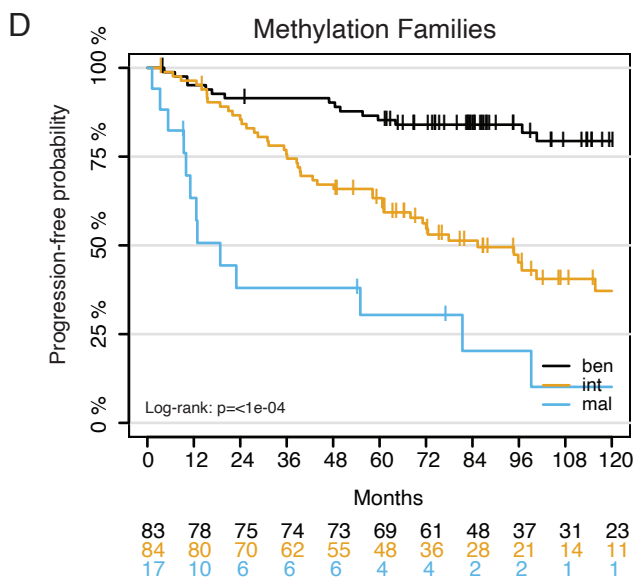 D
Methylation Families
Progression-free probability
100 %
75 %
50 %
25 %
0 %
ben
int
mal
Log-rank: p=<1e-04
0 12 24 36 48 60 72 84 96 108 120
Months
83 78 75 74 73 69 61 48 37 31 23
84 80 70 62 55 48 36 28 21 14 11
17 10 6 6 6 4 4 2 2 1 1